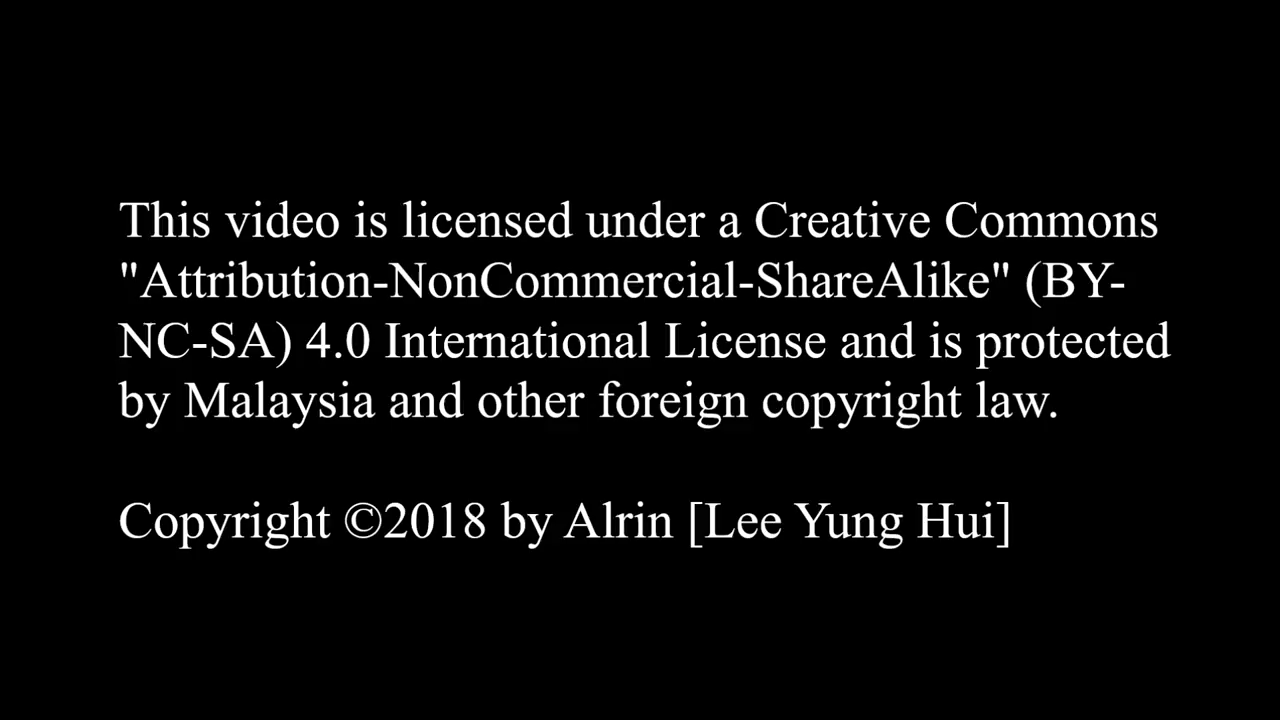 This video is licensed under a Creative Commons
"Attribution-NonCommercial-ShareAlike" (BY-
NC-SA) 4.0 International License and is protected
by Malaysia and other foreign copyright law.
Copyright ©2018 by Alrin [Lee Yung Hui]